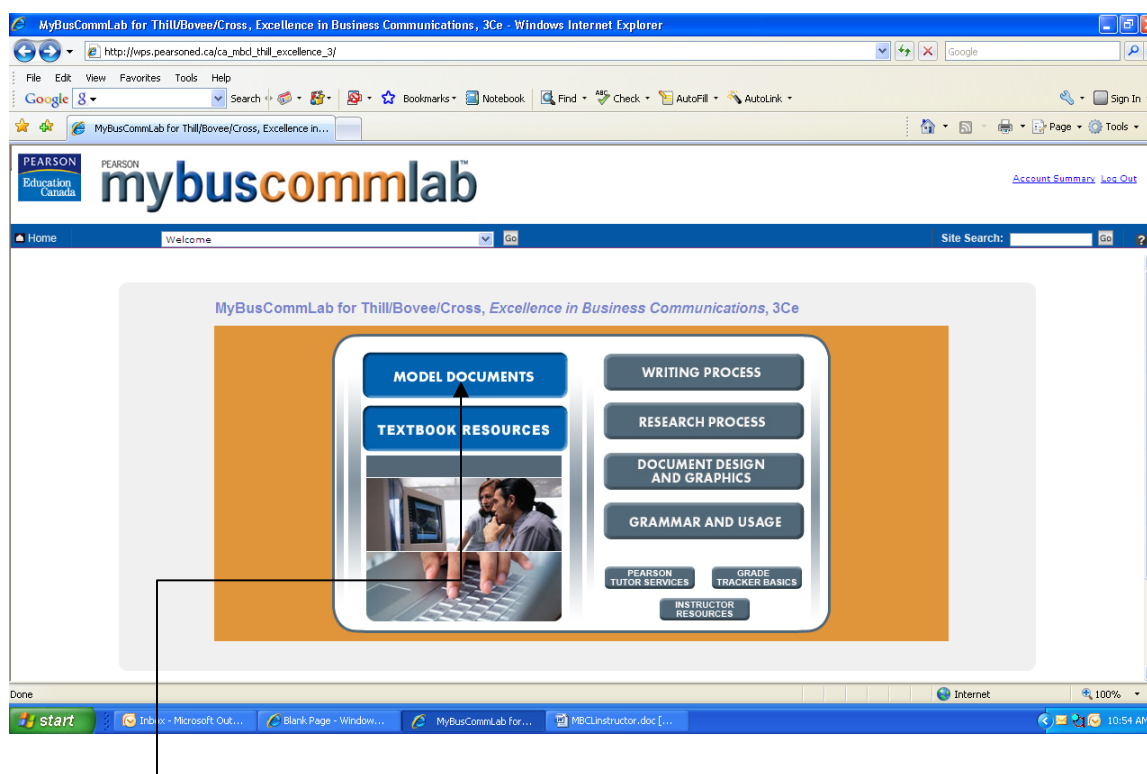 MyBusCommLab for Thill/Bovee/Cross, Excellence in Business Communications, 3Ce - Windows Internet Explorer
http://wps.pearsoned.ca/ca_mbcl_thill_excellence_3/
Google
File Edit View Favorites Tools Help
Google Search Bookmarks Notebook Find ABC Check AutoFill AutoLink Sign In
MyBusCommLab for Thill/Bovee/Cross, Excellence in... Page Tools
PEARSON
Education
Canada
PEARSON
mybuscommlab™
Account Summary Log Out
Home Welcome Go Site Search: Go ?
MyBusCommLab for Thill/Bovee/Cross, Excellence in Business Communications, 3Ce
MODEL DOCUMENTS
TEXTBOOK RESOURCES
WRITING PROCESS
RESEARCH PROCESS
DOCUMENT DESIGN
AND GRAPHICS
GRAMMAR AND USAGE
PEARSON
TUTOR SERVICES
GRADE
TRACKER BASICS
INSTRUCTOR
RESOURCES
Done Internet 100%
start Inbox - Microsoft Out... Blank Page - Window... MyBusCommLab for... MBCLinstructor.doc [... 10:54 AM